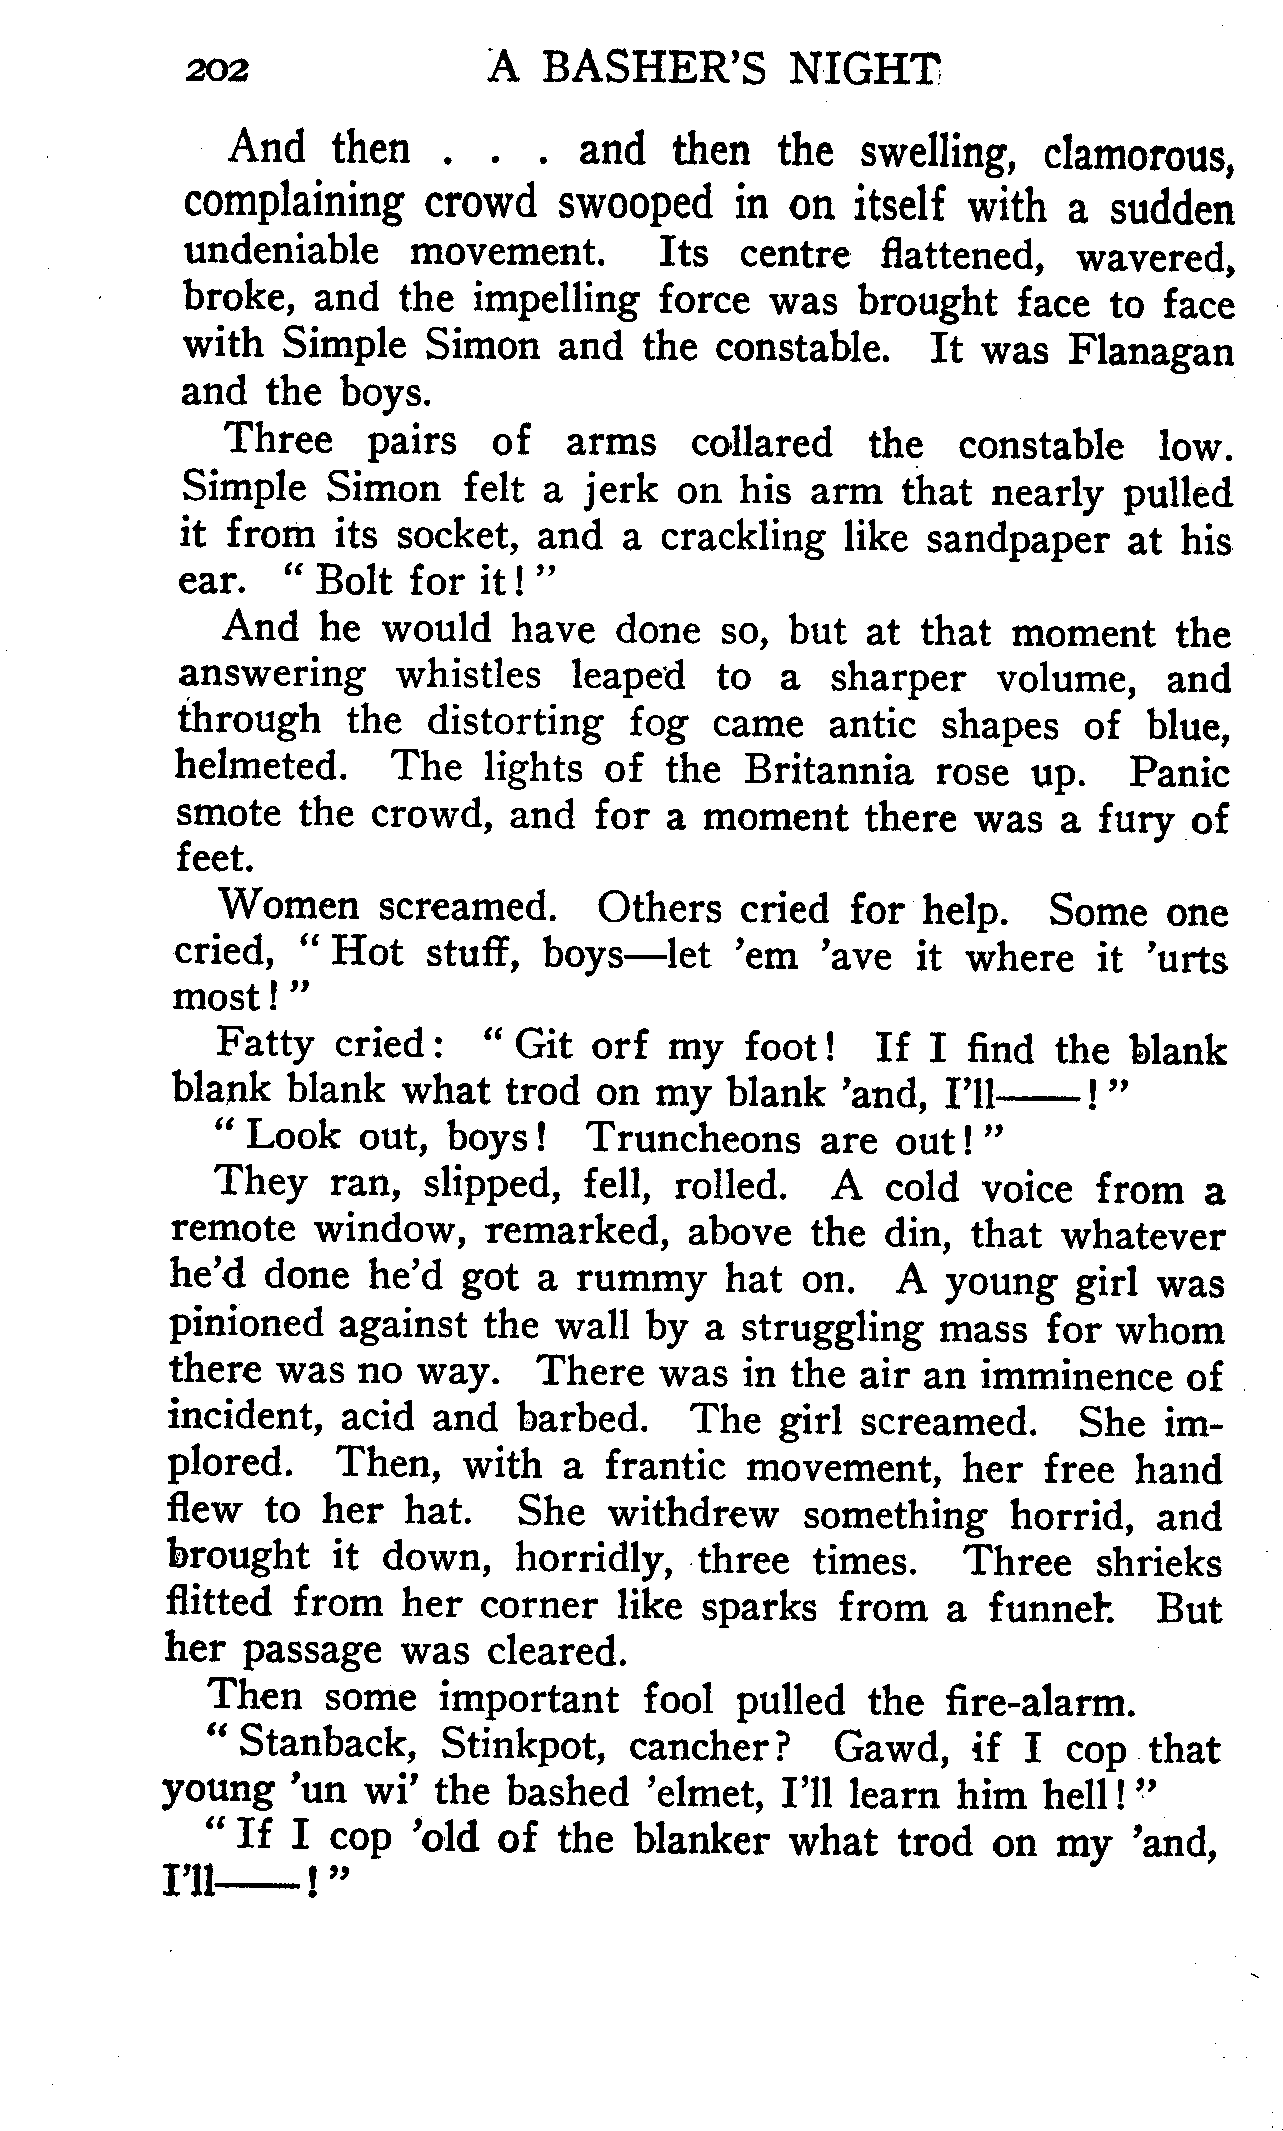 202 A BASHER'S NIGHT
And then . . . and then the swelling, clamorous,
complaining crowd swooped in on itself with a sudden
undeniable movement. Its centre flattened, wavered,
broke, and the impelling force was brought face to face
with Simple Simon and the constable. It was Flanagan
and the boys.
Three pairs of arms collared the constable low.
Simple Simon felt a jerk on his arm that nearly pulled
it from its socket, and a crackling like sandpaper at his
ear. “ Bolt for it! ”
And he would have done so, but at that moment the
answering whistles leaped to a sharper volume, and
through the distorting fog came antic shapes of blue,
helmeted. The lights of the Britannia rose up. Panic
smote the crowd, and for a moment there was a fury of
feet.
Women screamed. Others cried for help. Some one
cried, “ Hot stuff, boys—let ’em ’ave it where it ’urts
most! ”
Fatty cried: “ Git orf my foot! If I find the blank
blank blank what trod on my blank ’and, I’ll——! ”
“ Look out, boys! Truncheons are out! ”
They ran, slipped, fell, rolled. A cold voice from a
remote window, remarked, above the din, that whatever
he’d done he’d got a rummy hat on. A young girl was
pinioned against the wall by a struggling mass for whom
there was no way. There was in the air an imminence of
incident, acid and barbed. The girl screamed. She im-
plored. Then, with a frantic movement, her free hand
flew to her hat. She withdrew something horrid, and
brought it down, horridly, three times. Three shrieks
flitted from her corner like sparks from a funnel. But
her passage was cleared.
Then some important fool pulled the fire-alarm.
“ Stanback, Stinkpot, cancher? Gawd, if I cop that
young ’un wi’ the bashed ’elmet, I’ll learn him hell! ”
“ If I cop ’old of the blanker what trod on my ’and,
I’ll——! ”